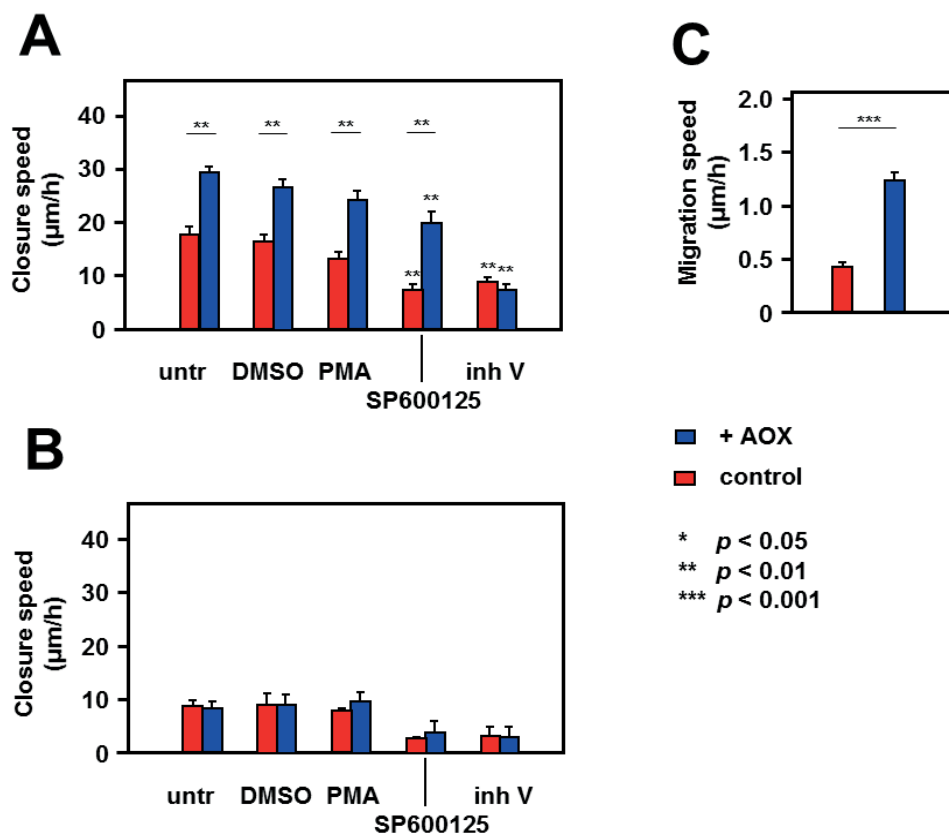 A
Closure speed
(µm/h)
40
30
20
10
0
** ** ** **
** ** ** **
untr DMSO PMA inh V
SP600125
B
Closure speed
(µm/h)
40
30
20
10
0
untr DMSO PMA inh V
SP600125
C
Migration speed
(µm/h)
2.0
1.5
1.0
0.5
0
***
+ AOX
control
* p < 0.05
** p < 0.01
*** p < 0.001